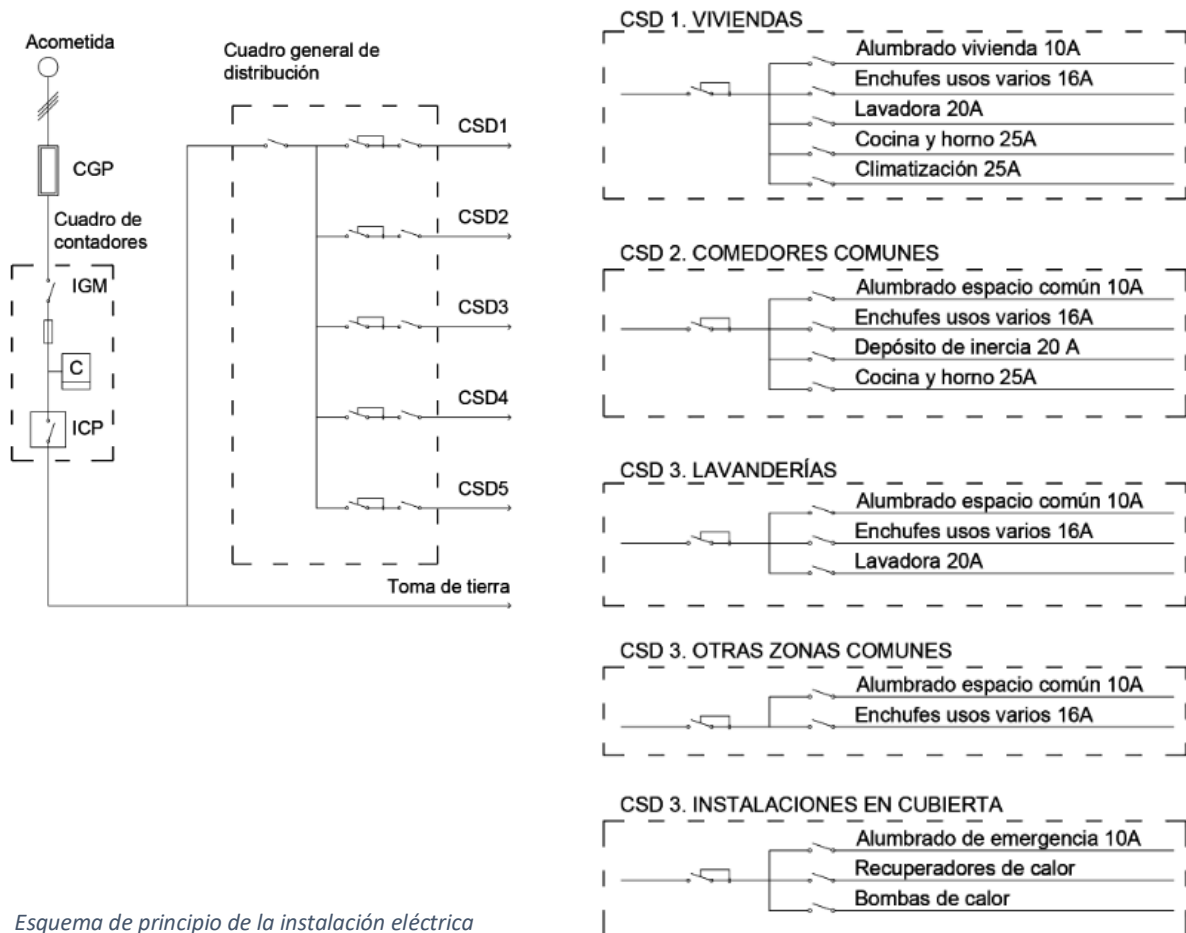 Acometida
CGP
Cuadro de
contadores
IGM
C
ICP
Cuadro general de
distribución
CSD1
CSD2
CSD3
CSD4
CSD5
Toma de tierra
CSD 1. VIVIENDAS
Alumbrado vivienda 10A
Enchufes usos varios 16A
Lavadora 20A
Cocina y horno 25A
Climatización 25A
CSD 2. COMEDORES COMUNES
Alumbrado espacio común 10A
Enchufes usos varios 16A
Depósito de inercia 20 A
Cocina y horno 25A
CSD 3. LAVANDERÍAS
Alumbrado espacio común 10A
Enchufes usos varios 16A
Lavadora 20A
CSD 3. OTRAS ZONAS COMUNES
Alumbrado espacio común 10A
Enchufes usos varios 16A
CSD 3. INSTALACIONES EN CUBIERTA
Alumbrado de emergencia 10A
Recuperadores de calor
Bombas de calor
Esquema de principio de la instalación eléctrica